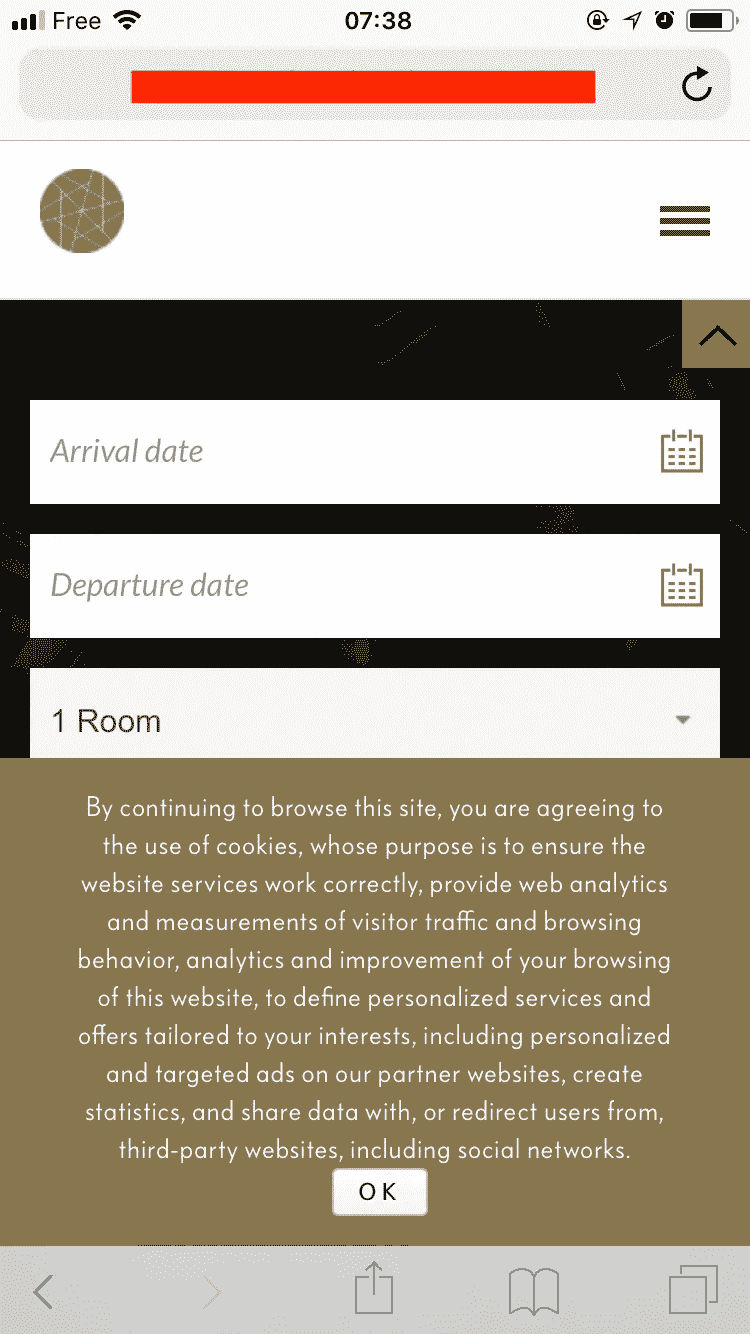 Free 07:38
Arrival date
Departure date
1 Room
By continuing to browse this site, you are agreeing to
the use of cookies, whose purpose is to ensure the
website services work correctly, provide web analytics
and measurements of visitor traffic and browsing
behavior, analytics and improvement of your browsing
of this website, to define personalized services and
offers tailored to your interests, including personalized
and targeted ads on our partner websites, create
statistics, and share data with, or redirect users from,
third-party websites, including social networks.
OK